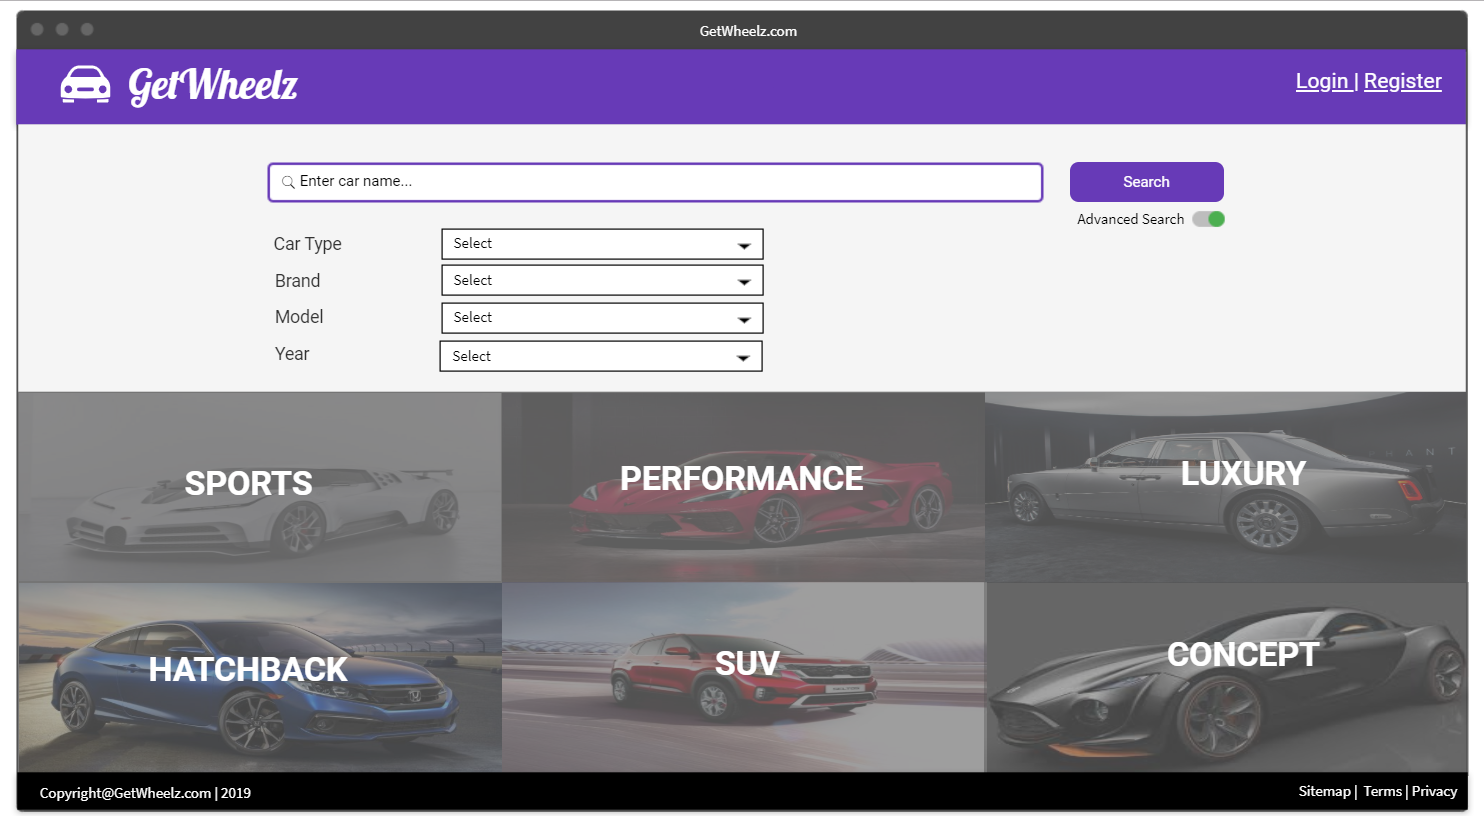 GetWheelz.com
GetWheelz
Login | Register
Enter car name...
Search
Advanced Search
Car Type Select
Brand Select
Model Select
Year Select
SPORTS
PERFORMANCE
LUXURY
HATCHBACK
SUV
CONCEPT
Copyright@GetWheelz.com | 2019
Sitemap | Terms | Privacy